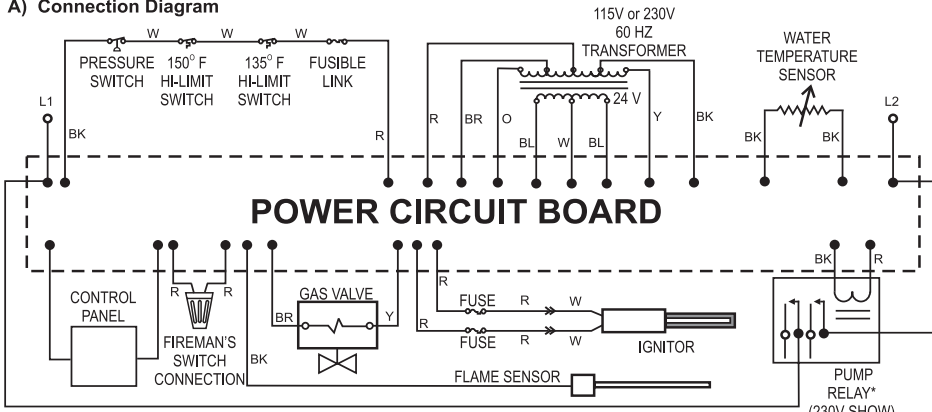 A) Connection Diagram
115V or 230V
60 HZ
TRANSFORMER
WATER
TEMPERATURE
SENSOR
W
W
W
PRESSURE
SWITCH
150° F
HI-LIMIT
SWITCH
135° F
HI-LIMIT
SWITCH
FUSIBLE
LINK
24 V
L1
L2
BK
R
R
BR
O
BL
W
BL
Y
BK
BK
BK
POWER CIRCUIT BOARD
CONTROL
PANEL
R
R
FIREMAN'S
SWITCH
CONNECTION
BK
GAS VALVE
BR
Y
R
R
FUSE
R
W
FUSE
R
W
IGNITOR
FLAME SENSOR
BK
R
PUMP
RELAY*
(230V SHOW)